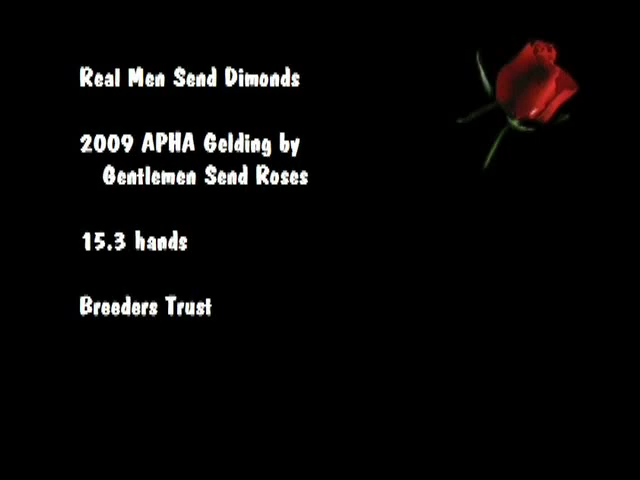 Real Men Send Dimonds
2009 APHA Gelding by
Gentlemen Send Roses
15.3 hands
Breeders Trust